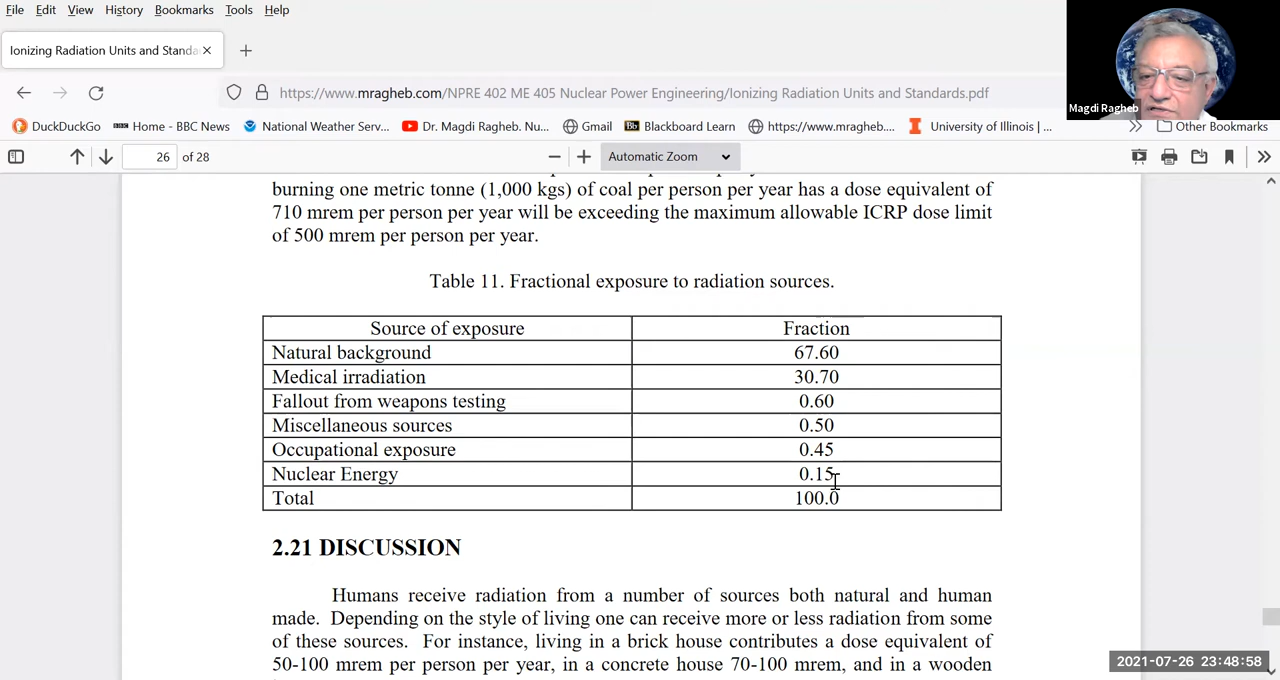 File Edit View History Bookmarks Tools Help
Ionizing Radiation Units and Standa
https://www.mragheb.com/NPRE 402 ME 405 Nuclear Power Engineering/Ionizing Radiation Units and Standards.pdf
Magdi Ragheb
DuckDuckGo BBC Home - BBC News National Weather Serv... Dr. Magdi Ragheb. Nu... Gmail Bb Blackboard Learn https://www.mragheb.... I University of Illinois |... Other Bookmarks
26 of 28 Automatic Zoom
burning one metric tonne (1,000 kgs) of coal per person per year has a dose equivalent of
710 mrem per person per year will be exceeding the maximum allowable ICRP dose limit
of 500 mrem per person per year.
Table 11. Fractional exposure to radiation sources.
Source of exposure Fraction
Natural background 67.60
Medical irradiation 30.70
Fallout from weapons testing 0.60
Miscellaneous sources 0.50
Occupational exposure 0.45
Nuclear Energy 0.15
Total 100.0
2.21 DISCUSSION
Humans receive radiation from a number of sources both natural and human
made. Depending on the style of living one can receive more or less radiation from some
of these sources. For instance, living in a brick house contributes a dose equivalent of
50-100 mrem per person per year, in a concrete house 70-100 mrem, and in a wooden
2021-07-26 23:48:58